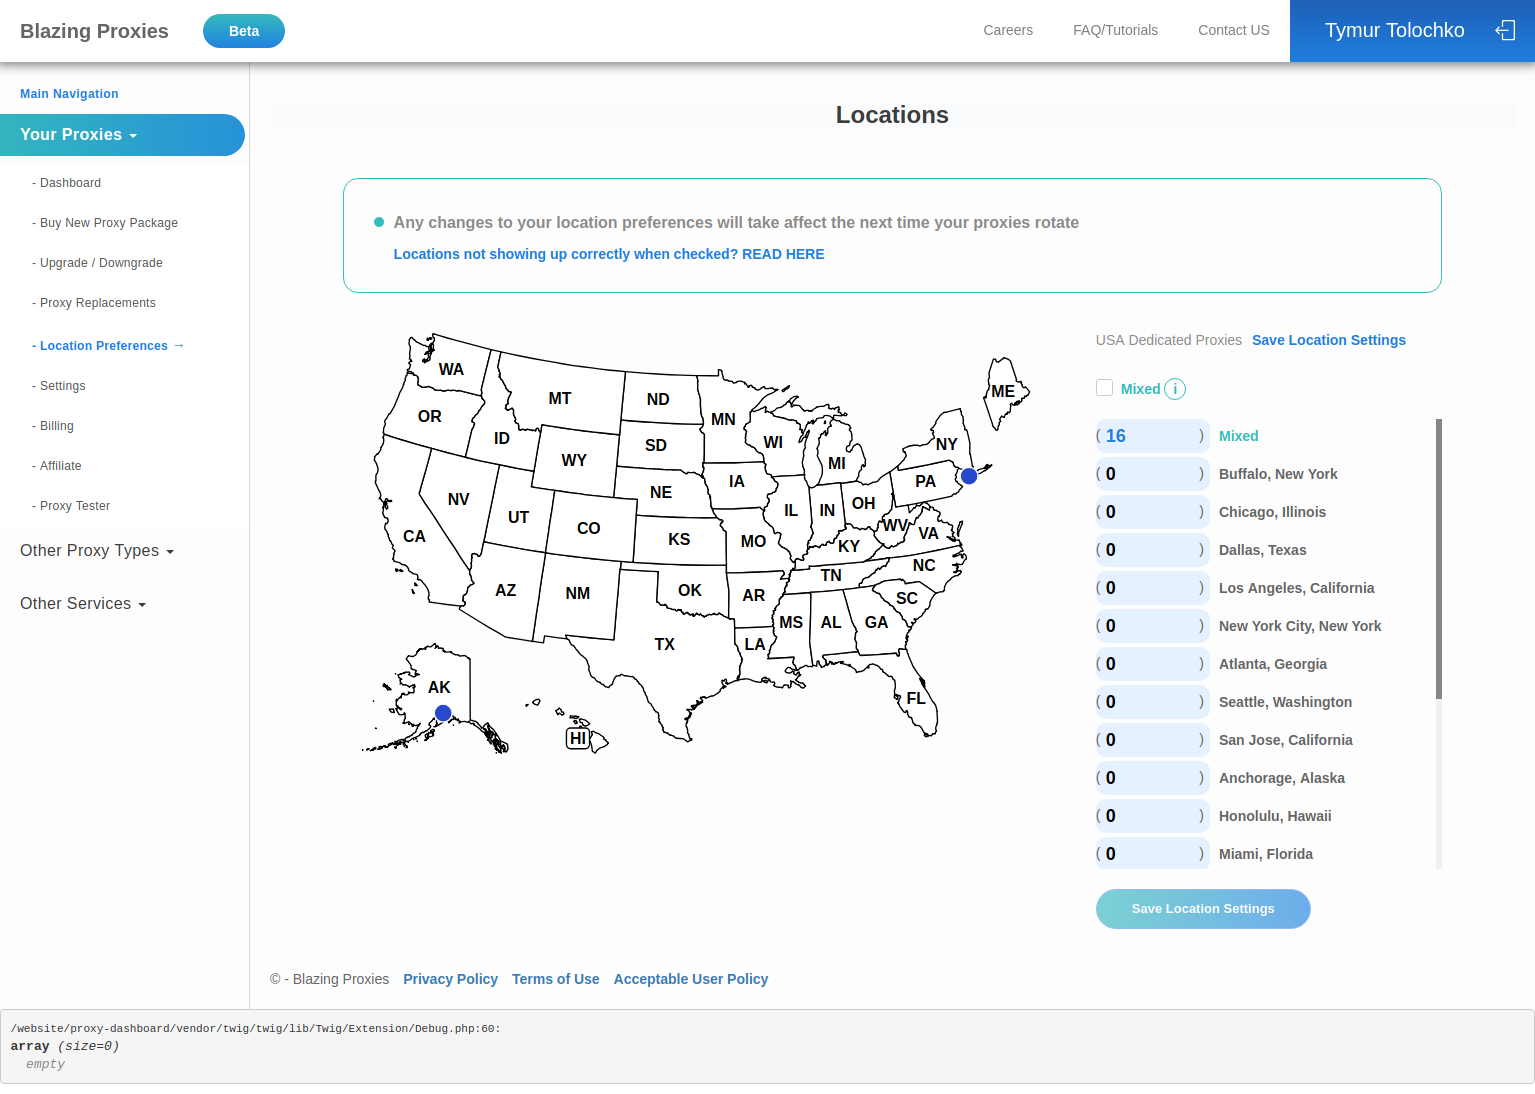 Blazing Proxies
Beta
Careers
FAQ/Tutorials
Contact US
Tymur Tolochko
Main Navigation
Your Proxies
- Dashboard
- Buy New Proxy Package
- Upgrade / Downgrade
- Proxy Replacements
- Location Preferences →
- Settings
- Billing
- Affiliate
- Proxy Tester
Other Proxy Types
Other Services
Locations
Any changes to your location preferences will take affect the next time your proxies rotate
Locations not showing up correctly when checked? READ HERE
WA
OR
ID
MT
ND
MN
SD
WY
WI
MI
NY
ME
NV
UT
CO
NE
IA
IL
IN
OH
PA
CA
KS
MO
KY
WV
VA
AZ
NM
OK
AR
TN
NC
SC
TX
LA
MS
AL
GA
FL
AK
HI
USA Dedicated Proxies Save Location Settings
Mixed i
( 16 ) Mixed
( 0 ) Buffalo, New York
( 0 ) Chicago, Illinois
( 0 ) Dallas, Texas
( 0 ) Los Angeles, California
( 0 ) New York City, New York
( 0 ) Atlanta, Georgia
( 0 ) Seattle, Washington
( 0 ) San Jose, California
( 0 ) Anchorage, Alaska
( 0 ) Honolulu, Hawaii
( 0 ) Miami, Florida
Save Location Settings
© - Blazing Proxies Privacy Policy Terms of Use Acceptable User Policy
/website/proxy-dashboard/vendor/twig/twig/lib/Twig/Extension/Debug.php:60:
array (size=0)
empty